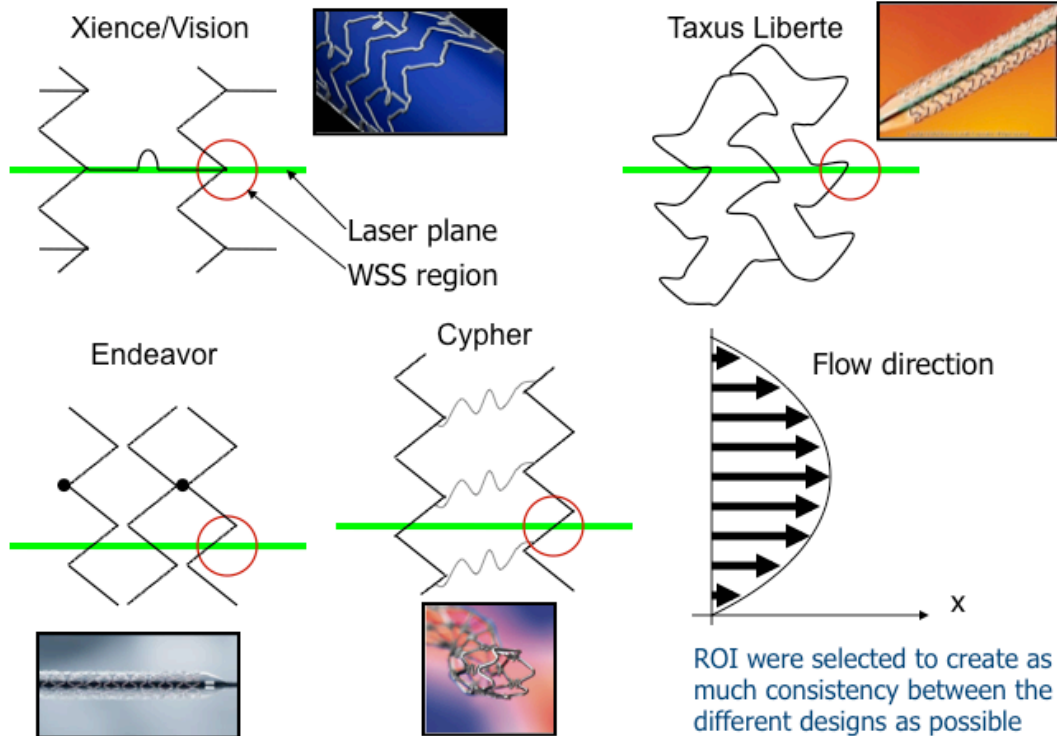 Xience/Vision
Taxus Liberte
Laser plane
WSS region
Endeavor
Cypher
Flow direction
x
ROI were selected to create as
much consistency between the
different designs as possible